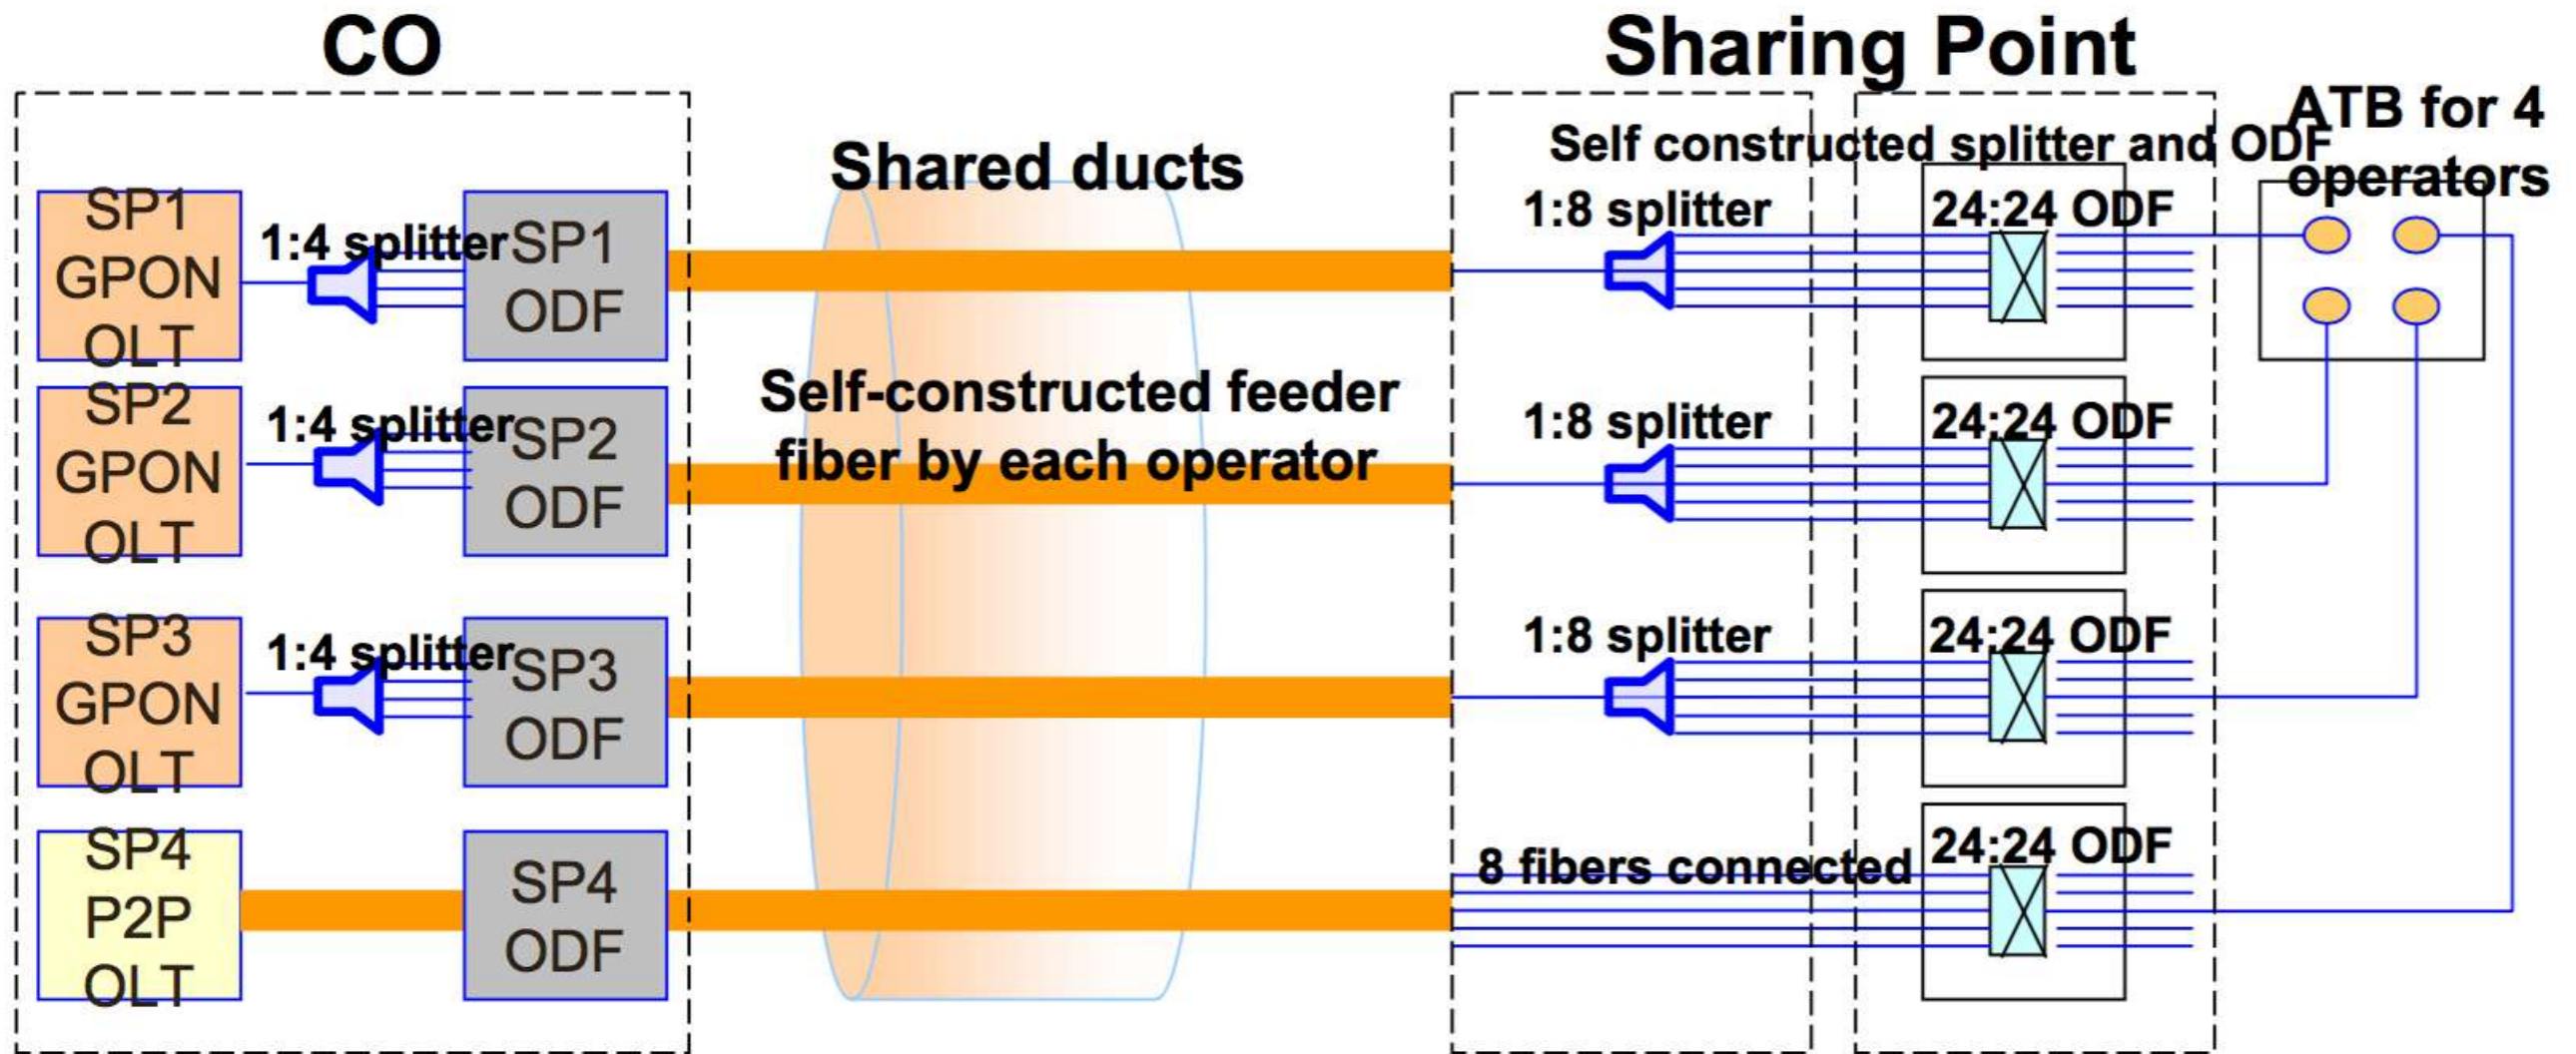 CO
Sharing Point
ATB for 4
operators
Shared ducts
Self constructed splitter and ODF
SP1
GPON
OLT
1:4 splitter
SP1
ODF
1:8 splitter
24:24 ODF
SP2
GPON
OLT
1:4 splitter
SP2
ODF
Self-constructed feeder
fiber by each operator
1:8 splitter
24:24 ODF
SP3
GPON
OLT
1:4 splitter
SP3
ODF
1:8 splitter
24:24 ODF
SP4
P2P
OLT
SP4
ODF
8 fibers connected
24:24 ODF